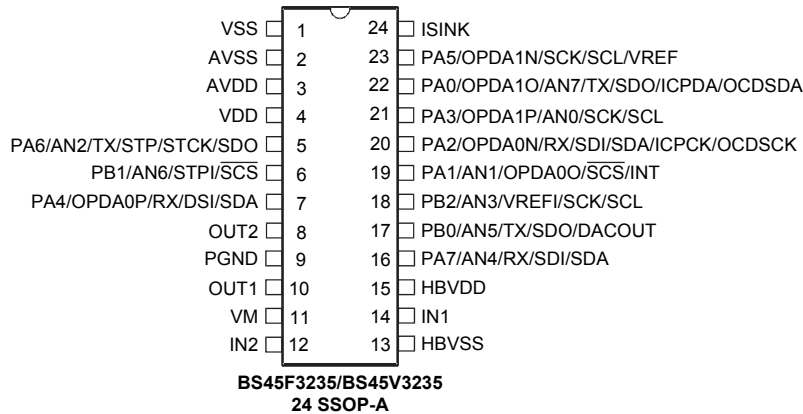 VSS 1 24 ISINK
AVSS 2 23 PA5/OPDA1N/SCK/SCL/VREF
AVDD 3 22 PA0/OPDA1O/AN7/TX/SDO/ICPDA/OCDSDA
VDD 4 21 PA3/OPDA1P/AN0/SCK/SCL
PA6/AN2/TX/STP/STCK/SDO 5 20 PA2/OPDA0N/RX/SDI/SDA/ICPCK/OCDSCK
PB1/AN6/STPI/S̅C̅S̅ 6 19 PA1/AN1/OPDA0O/S̅C̅S̅/INT
PA4/OPDA0P/RX/DSI/SDA 7 18 PB2/AN3/VREFI/SCK/SCL
OUT2 8 17 PB0/AN5/TX/SDO/DACOUT
PGND 9 16 PA7/AN4/RX/SDI/SDA
OUT1 10 15 HBVDD
VM 11 14 IN1
IN2 12 13 HBVSS
BS45F3235/BS45V3235
24 SSOP-A